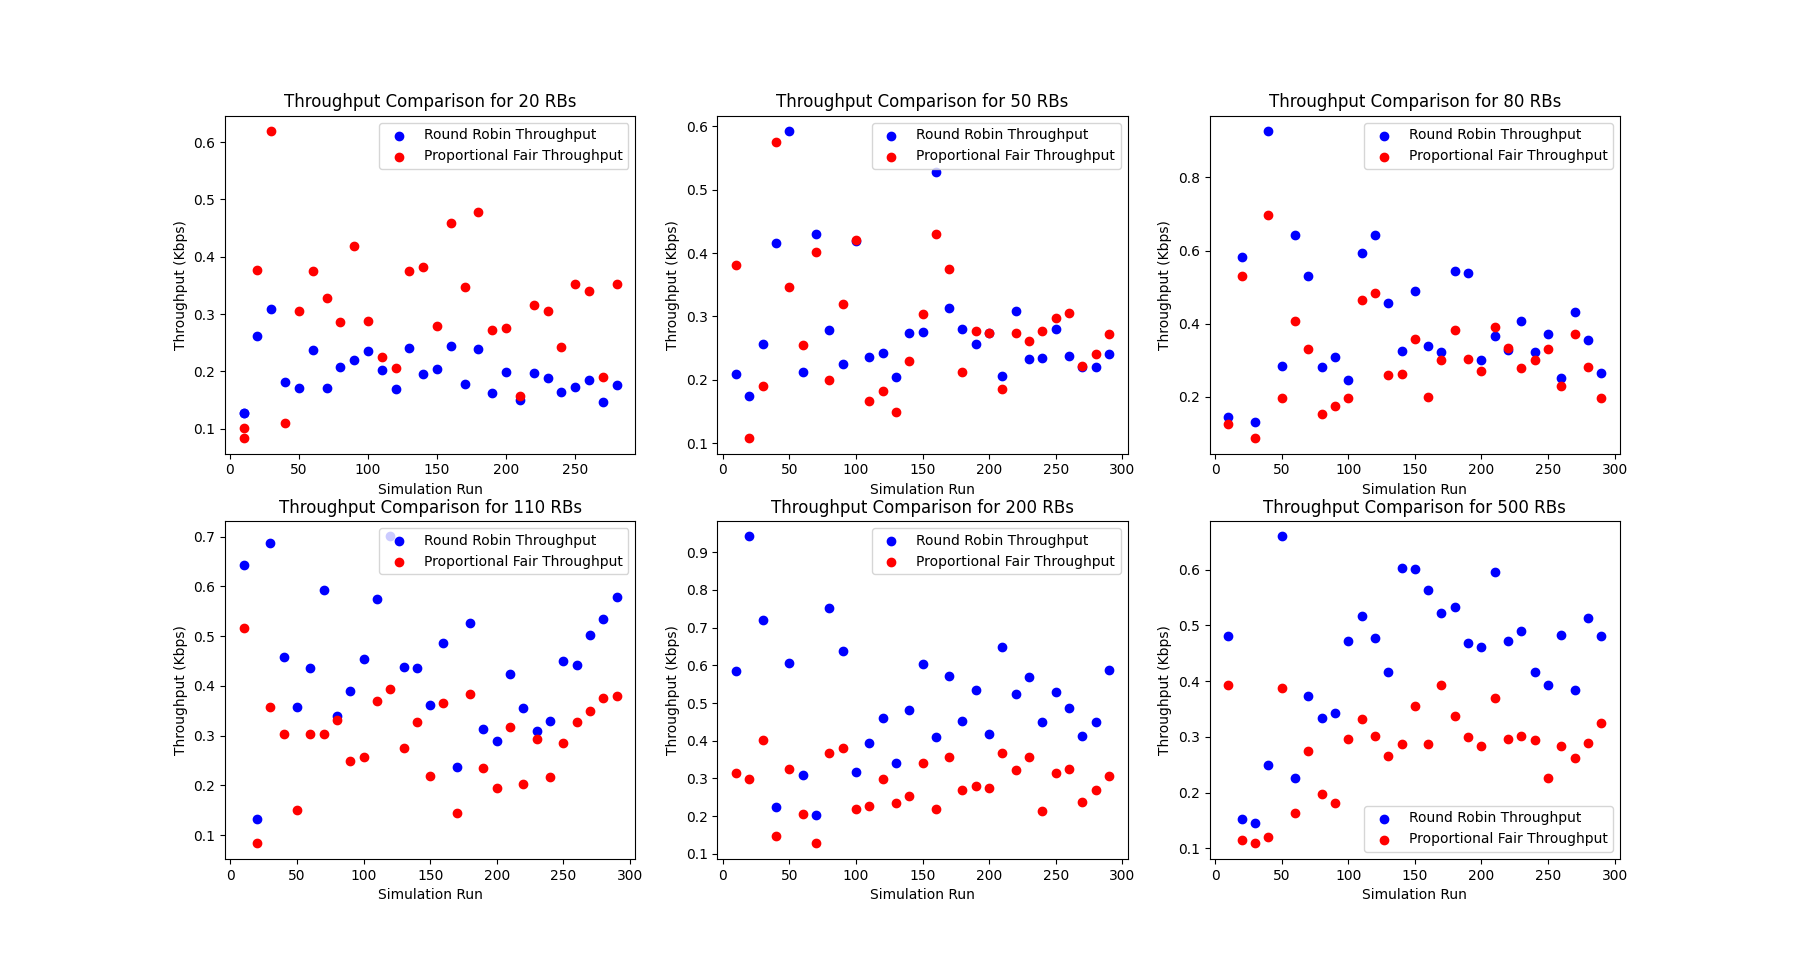 Throughput Comparison for 20 RBs
Throughput (Kbps)
0.6
0.5
0.4
0.3
0.2
0.1
Round Robin Throughput
Proportional Fair Throughput
0 50 100 150 200 250
Simulation Run
Throughput Comparison for 50 RBs
Throughput (Kbps)
0.6
0.5
0.4
0.3
0.2
0.1
Round Robin Throughput
Proportional Fair Throughput
0 50 100 150 200 250 300
Simulation Run
Throughput Comparison for 80 RBs
Throughput (Kbps)
0.8
0.6
0.4
0.2
Round Robin Throughput
Proportional Fair Throughput
0 50 100 150 200 250 300
Simulation Run
Throughput Comparison for 110 RBs
Throughput (Kbps)
0.7
0.6
0.5
0.4
0.3
0.2
0.1
Round Robin Throughput
Proportional Fair Throughput
0 50 100 150 200 250 300
Simulation Run
Throughput Comparison for 200 RBs
Throughput (Kbps)
0.9
0.8
0.7
0.6
0.5
0.4
0.3
0.2
0.1
Round Robin Throughput
Proportional Fair Throughput
0 50 100 150 200 250 300
Simulation Run
Throughput Comparison for 500 RBs
Throughput (Kbps)
0.6
0.5
0.4
0.3
0.2
0.1
Round Robin Throughput
Proportional Fair Throughput
0 50 100 150 200 250 300
Simulation Run